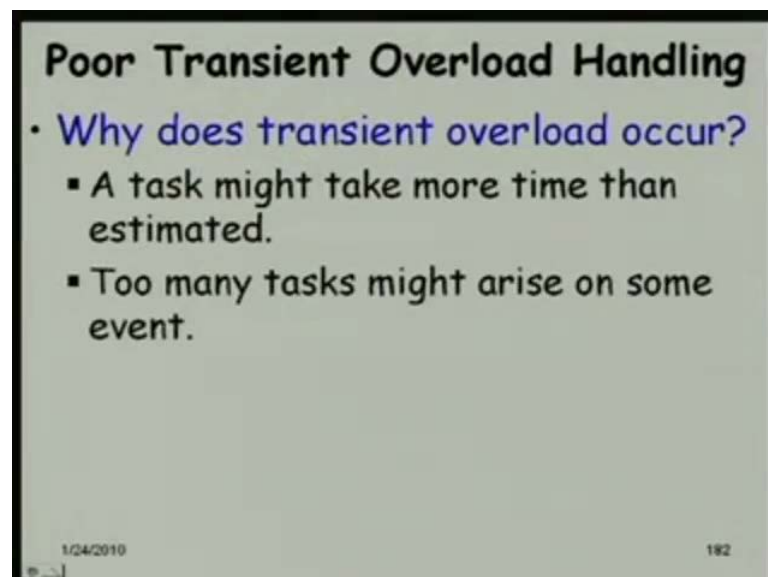 Poor Transient Overload Handling
• Why does transient overload occur?
▪ A task might take more time than
estimated.
▪ Too many tasks might arise on some
event.
1/24/2010
182